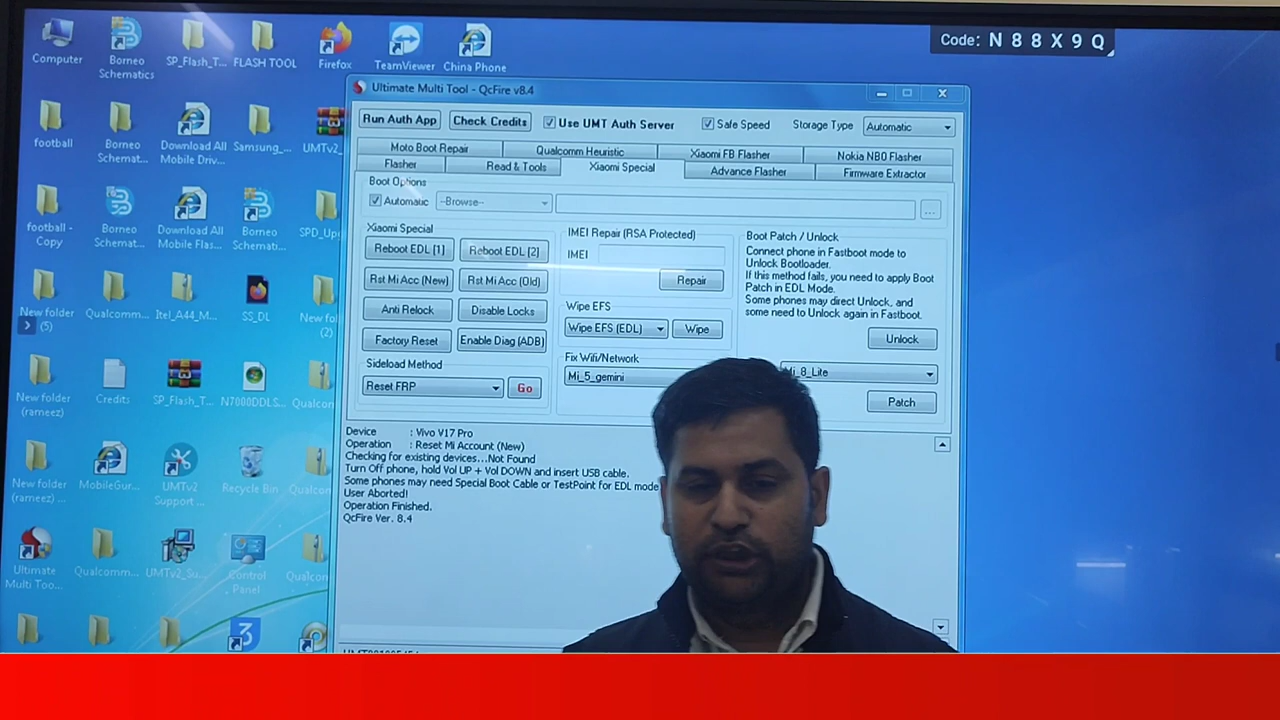 Code: N 8 8 X 9 Q
Computer
Borneo Schematics
SP_Flash_T...
FLASH TOOL
Firefox
TeamViewer
China Phone
football
Borneo Schemat...
Download All Mobile Driv...
Samsung_...
UMTv2_
football - Copy
Borneo Schemat...
Download All Mobile Flas...
Borneo Schemati...
SPD_Up
New folder (5)
Qualcomm...
Itel_A44_M...
SS_DL
New fol (2)
New folder (rameez)
Credits
SP_Flash_T...
N7000DDLS...
Qualcon
New folder (rameez) ...
MobileGur...
UMTv2 Support ...
Recycle Bin
Qualcon
Ultimate Multi Too...
Qualcomm...
UMTv2_Su...
Control Panel
Qualcon
Ultimate Multi Tool - QcFire v8.4
Run Auth App
Check Credits
Use UMT Auth Server
Safe Speed
Storage Type
Automatic
Moto Boot Repair
Qualcomm Heuristic
Xiaomi FB Flasher
Nokia NB0 Flasher
Flasher
Read & Tools
Xiaomi Special
Advance Flasher
Firmware Extractor
Boot Options
Automatic
--Browse--
...
Xiaomi Special
Reboot EDL [1]
Reboot EDL [2]
Rst Mi Acc (New)
Rst Mi Acc (Old)
Anti Relock
Disable Locks
Factory Reset
Enable Diag (ADB)
Sideload Method
Reset FRP
Go
IMEI Repair (RSA Protected)
IMEI
Repair
Wipe EFS
Wipe EFS (EDL)
Wipe
Fix Wifi/Network
Mi_5_gemini
Boot Patch / Unlock
Connect phone in Fastboot mode to
Unlock Bootloader.
If this method fails, you need to apply Boot
Patch in EDL Mode.
Some phones may direct Unlock, and
some need to Unlock again in Fastboot.
Unlock
Mi_8_Lite
Patch
Device : Vivo V17 Pro
Operation : Reset Mi Account (New)
Checking for existing devices...Not Found
Turn Off phone, hold Vol UP + Vol DOWN and insert USB cable.
Some phones may need Special Boot Cable or TestPoint for EDL mode
User Aborted!
Operation Finished.
QcFire Ver. 8.4